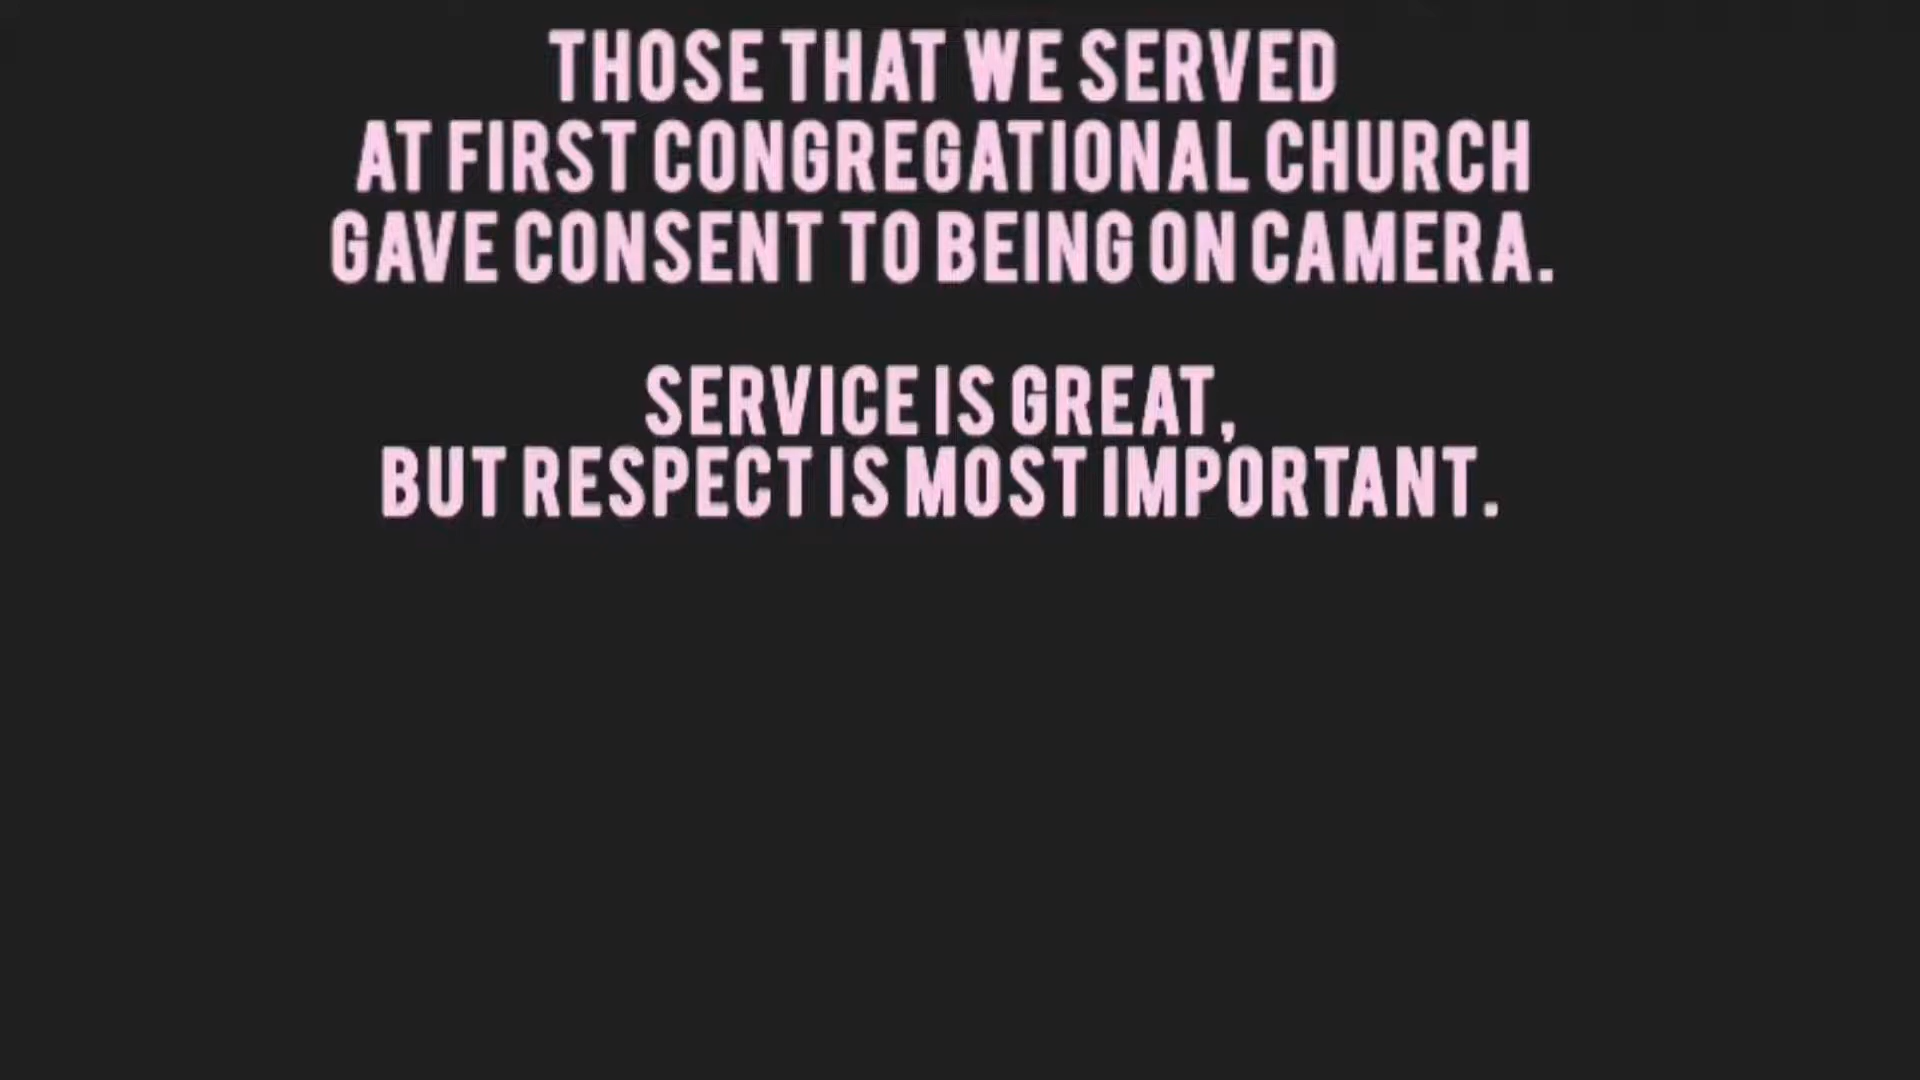 THOSE THAT WE SERVED
AT FIRST CONGREGATIONAL CHURCH
GAVE CONSENT TO BEING ON CAMERA.
SERVICE IS GREAT,
BUT RESPECT IS MOST IMPORTANT.